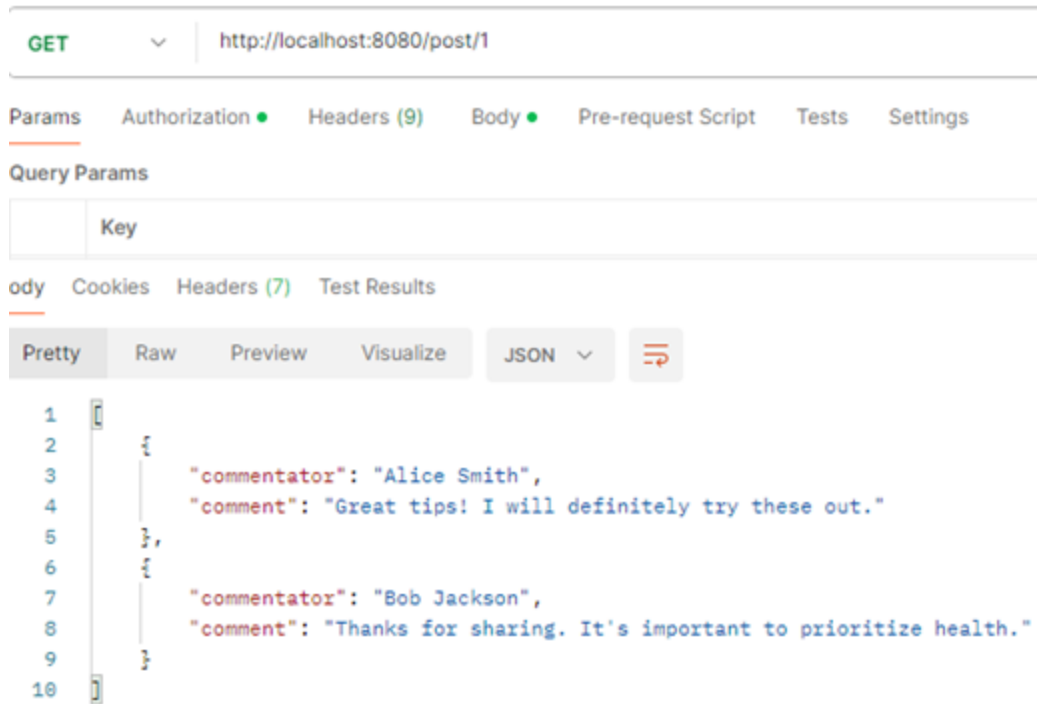 GET http://localhost:8080/post/1
Params Authorization Headers (9) Body Pre-request Script Tests Settings
Query Params
Key
ody Cookies Headers (7) Test Results
Pretty Raw Preview Visualize JSON
1 [
2 {
3 "commentator": "Alice Smith",
4 "comment": "Great tips! I will definitely try these out."
5 },
6 {
7 "commentator": "Bob Jackson",
8 "comment": "Thanks for sharing. It's important to prioritize health."
9 }
10 ]